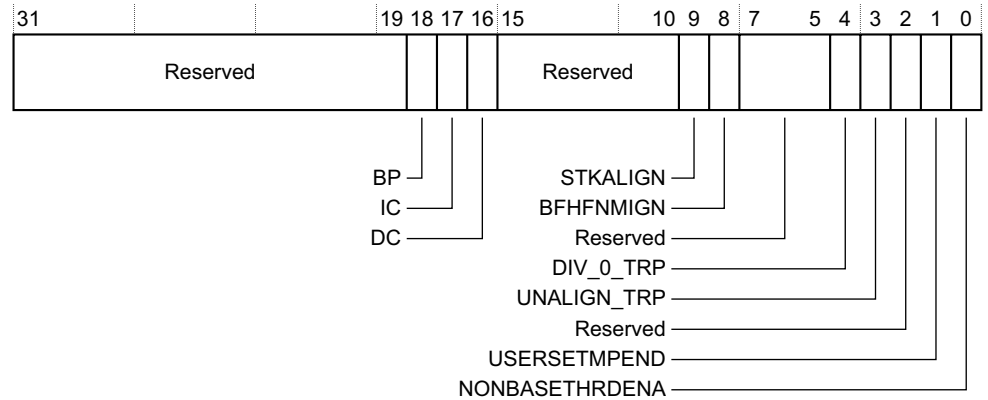 31 19 18 17 16 15 10 9 8 7 5 4 3 2 1 0
Reserved Reserved
BP STKALIGN
IC BFHFNMIGN
DC Reserved
DIV_0_TRP
UNALIGN_TRP
Reserved
USERSETMPEND
NONBASETHRDENA